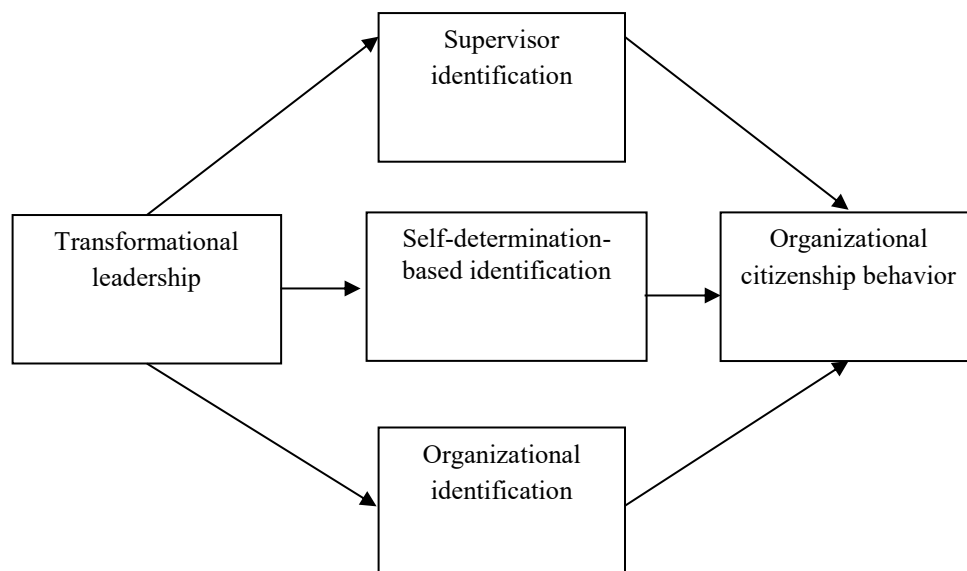 Supervisor
identification
Transformational
leadership
Self-determination-
based identification
Organizational
citizenship behavior
Organizational
identification